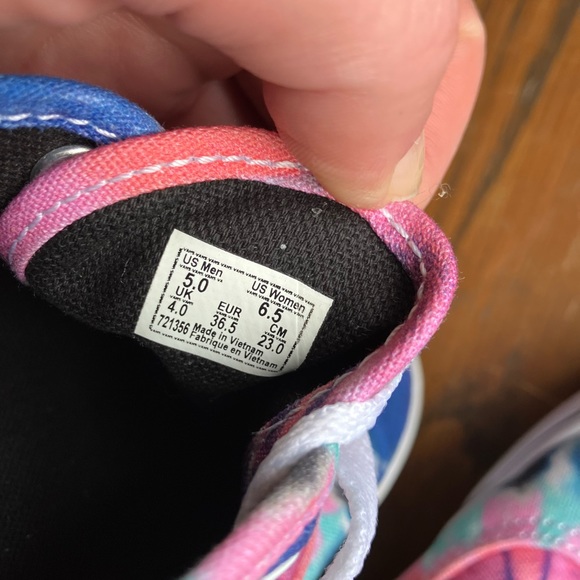 US Men US Women
5.0 6.5
UK EUR CM
4.0 36.5 23.0
721356 Made in Vietnam
Fabrique en Vietnam